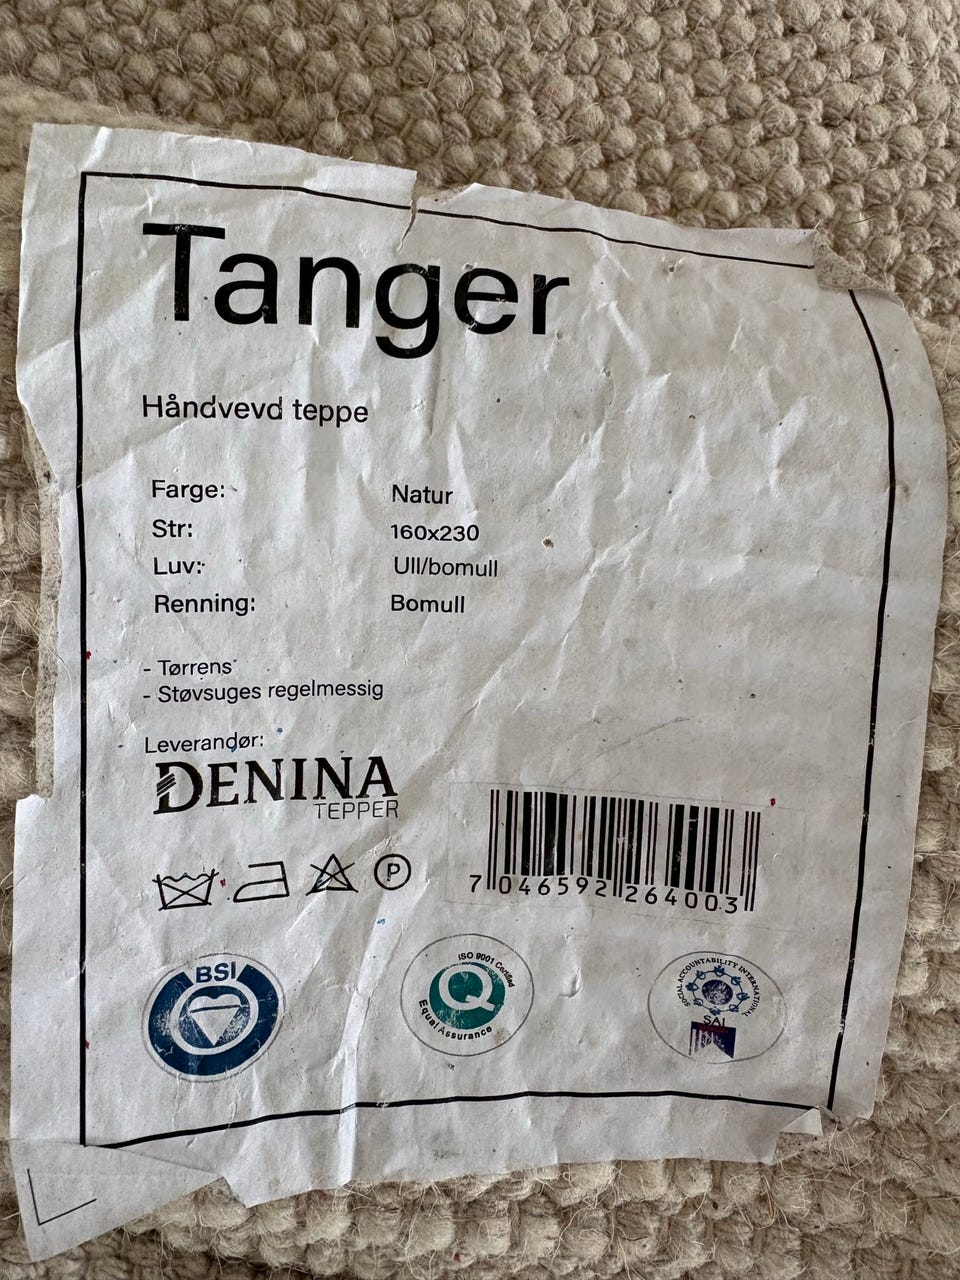 Tanger
Håndvevd teppe
Farge: Natur
Str: 160x230
Luv: Ull/bomull
Renning: Bomull
- Tørrens
- Støvsuges regelmessig
Leverandør:
DENINA
TEPPER
P
7 046592 264003
BSI
ISO 9001 Certified
Q
Equal Assurance
SOCIAL ACCOUNTABILITY INTERNATIONAL
SAI